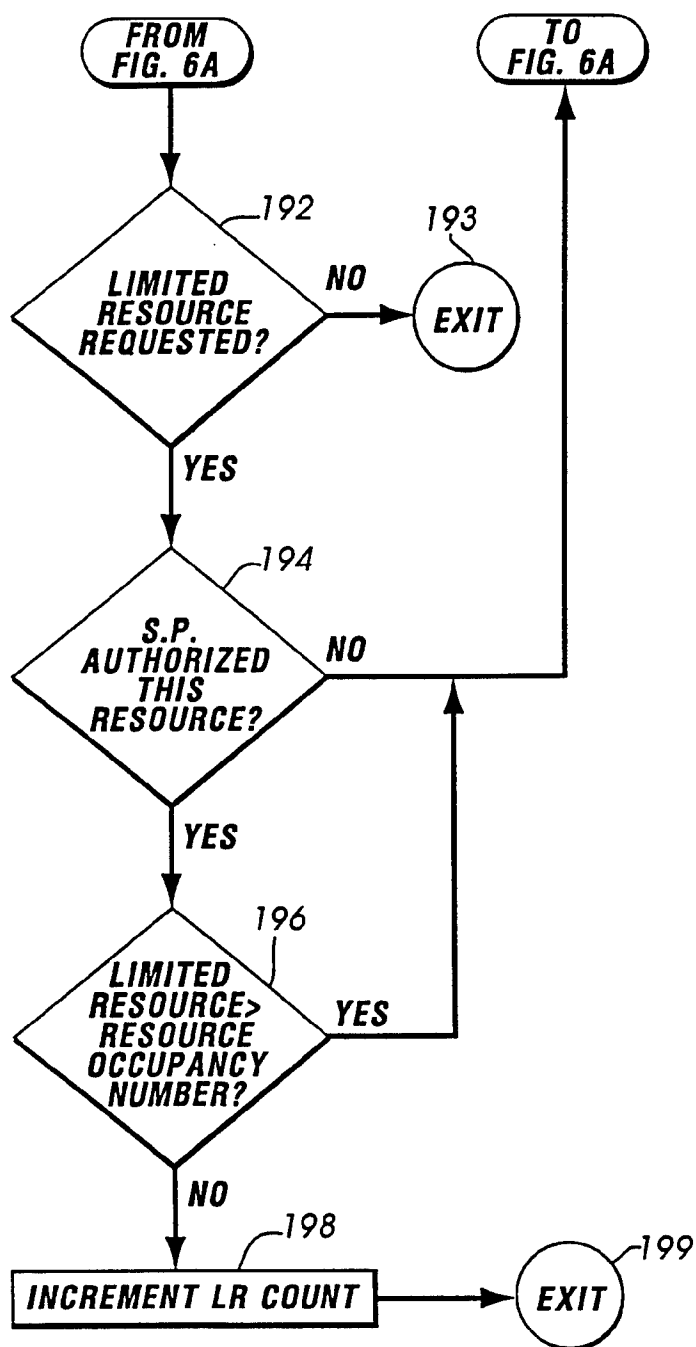 FROM
FIG. 6A
TO
FIG. 6A
192
LIMITED
RESOURCE
REQUESTED?
NO
193
EXIT
YES
194
S.P.
AUTHORIZED
THIS
RESOURCE?
NO
YES
196
LIMITED
RESOURCE>
RESOURCE
OCCUPANCY
NUMBER?
YES
NO
198
INCREMENT LR COUNT
199
EXIT